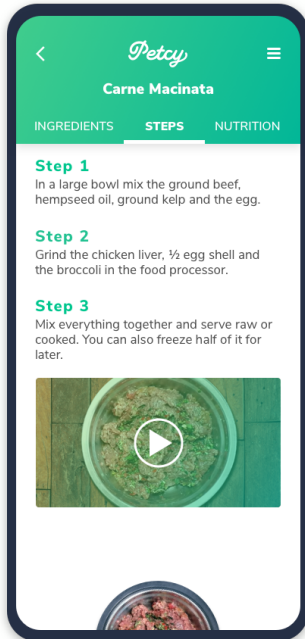 Petcy
Carne Macinata
INGREDIENTS STEPS NUTRITION
Step 1
In a large bowl mix the ground beef,
hempseed oil, ground kelp and the egg.
Step 2
Grind the chicken liver, ½ egg shell and
the broccoli in the food processor.
Step 3
Mix everything together and serve raw or
cooked. You can also freeze half of it for
later.